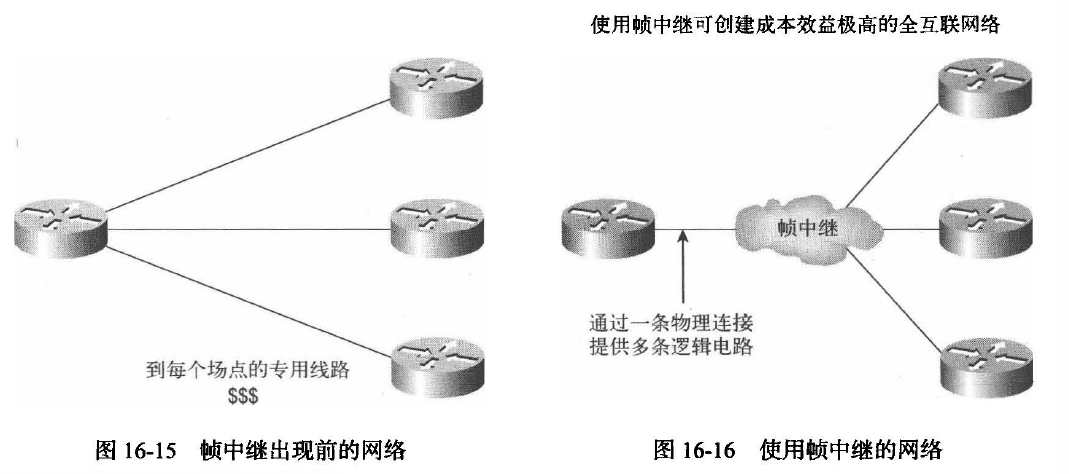 使用帧中继可创建成本效益极高的全互联网络
帧中继
通过一条物理连接
提供多条逻辑电路
到每个场点的专用线路
$$$
图 16-15 帧中继出现前的网络
图 16-16 使用帧中继的网络